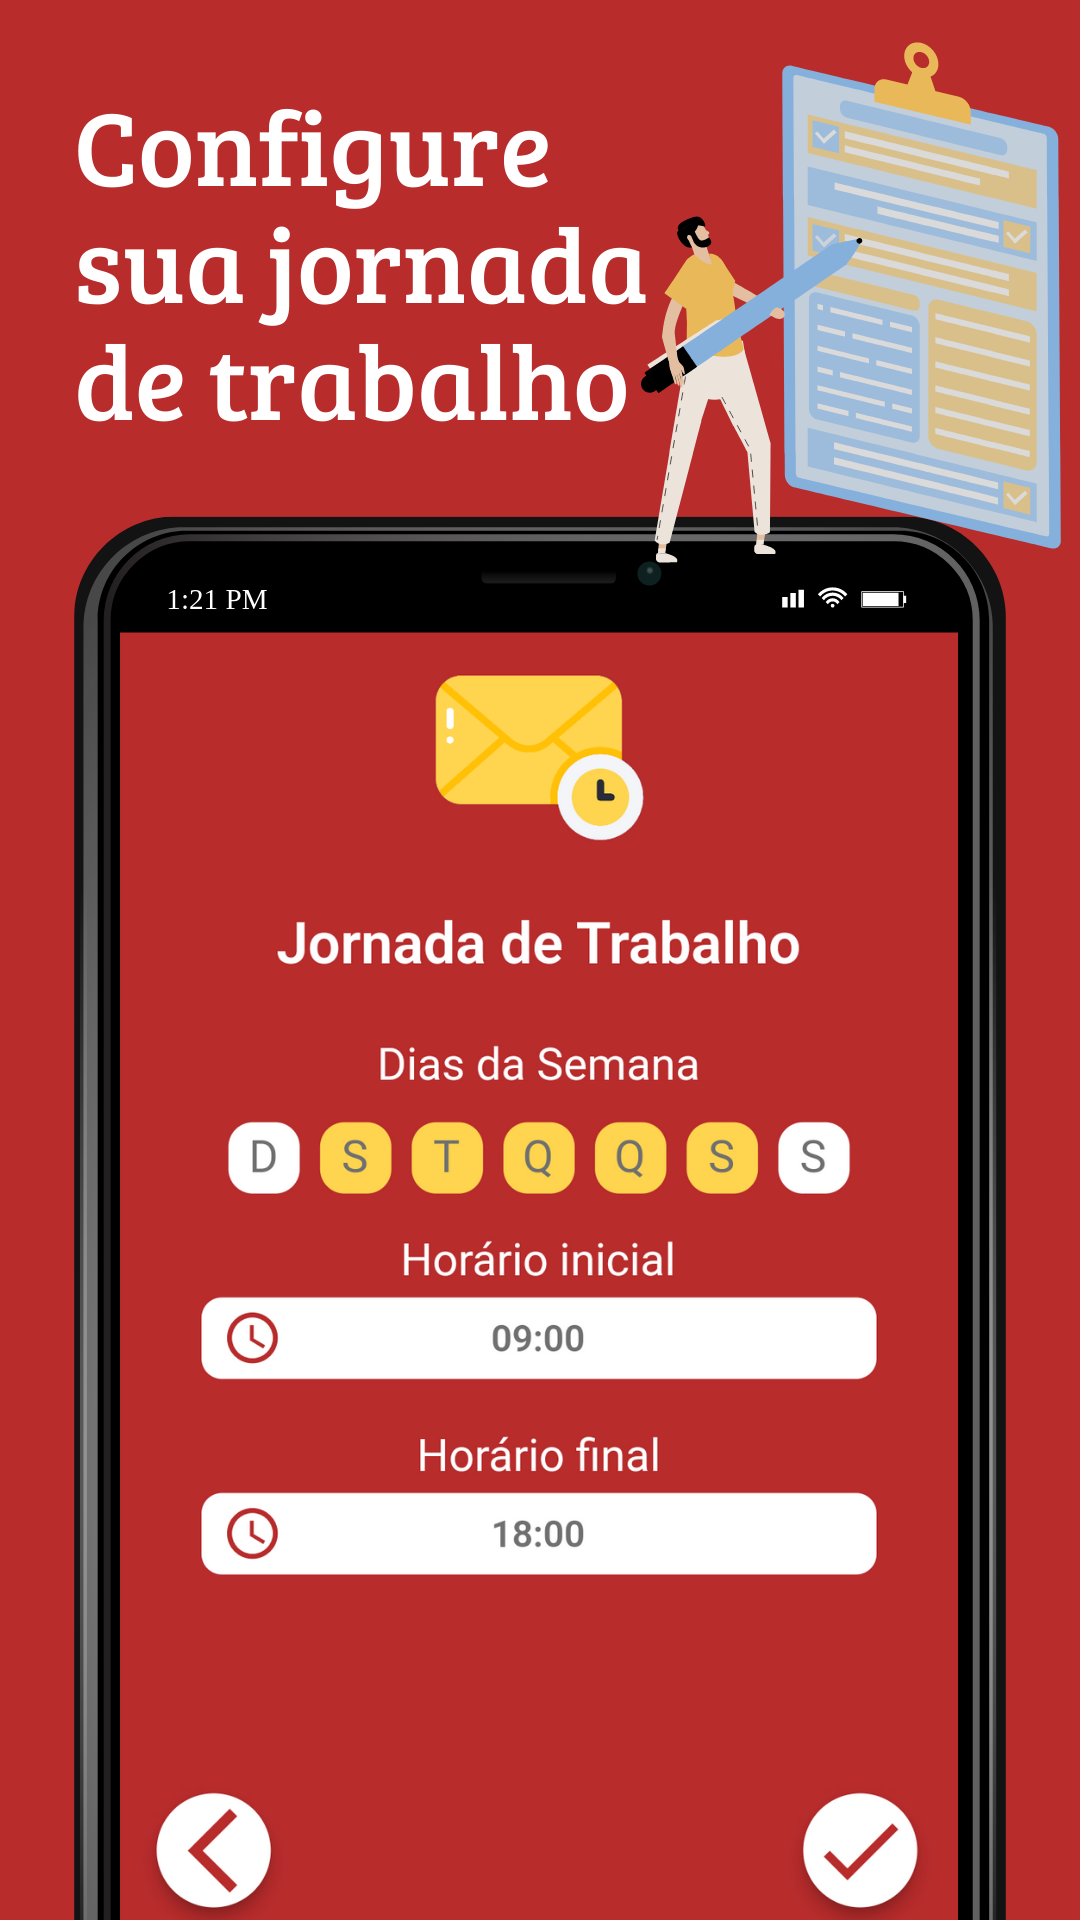 Configure
sua jornada
de trabalho
1:21 PM
Jornada de Trabalho
Dias da Semana
D S T Q Q S S
Horário inicial
09:00
Horário final
18:00